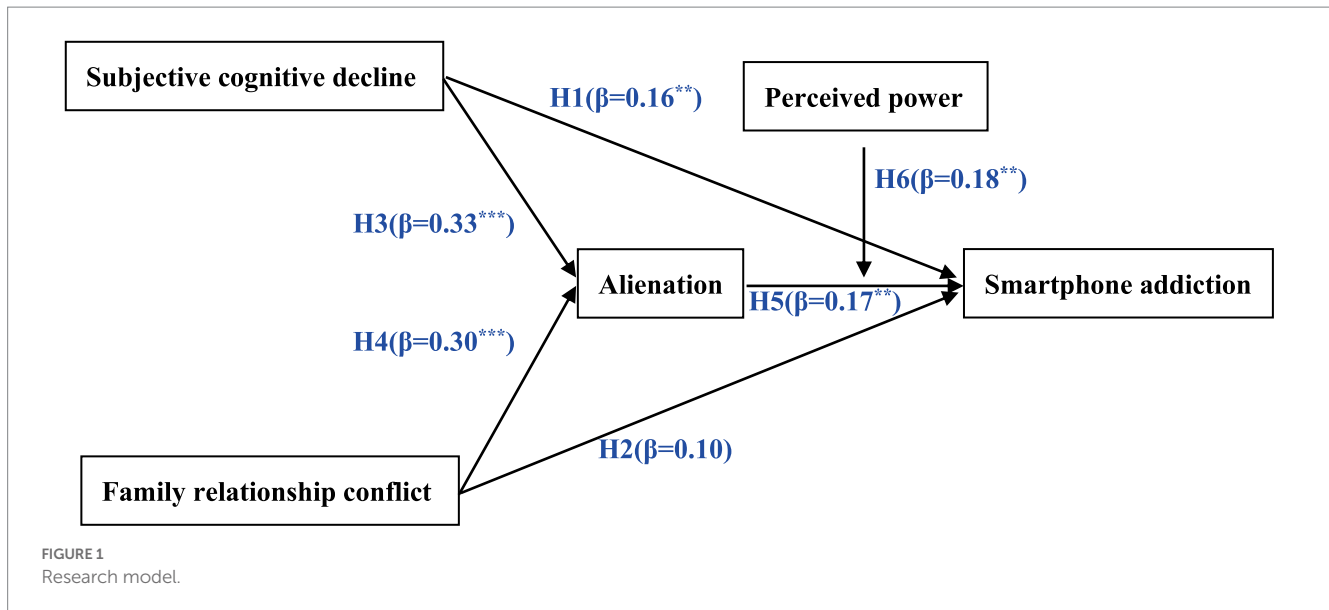 Subjective cognitive decline
H1(β=0.16**)
Perceived power
H6(β=0.18**)
H3(β=0.33***)
Alienation
H5(β=0.17**)
Smartphone addiction
H4(β=0.30***)
H2(β=0.10)
Family relationship conflict
FIGURE 1
Research model.